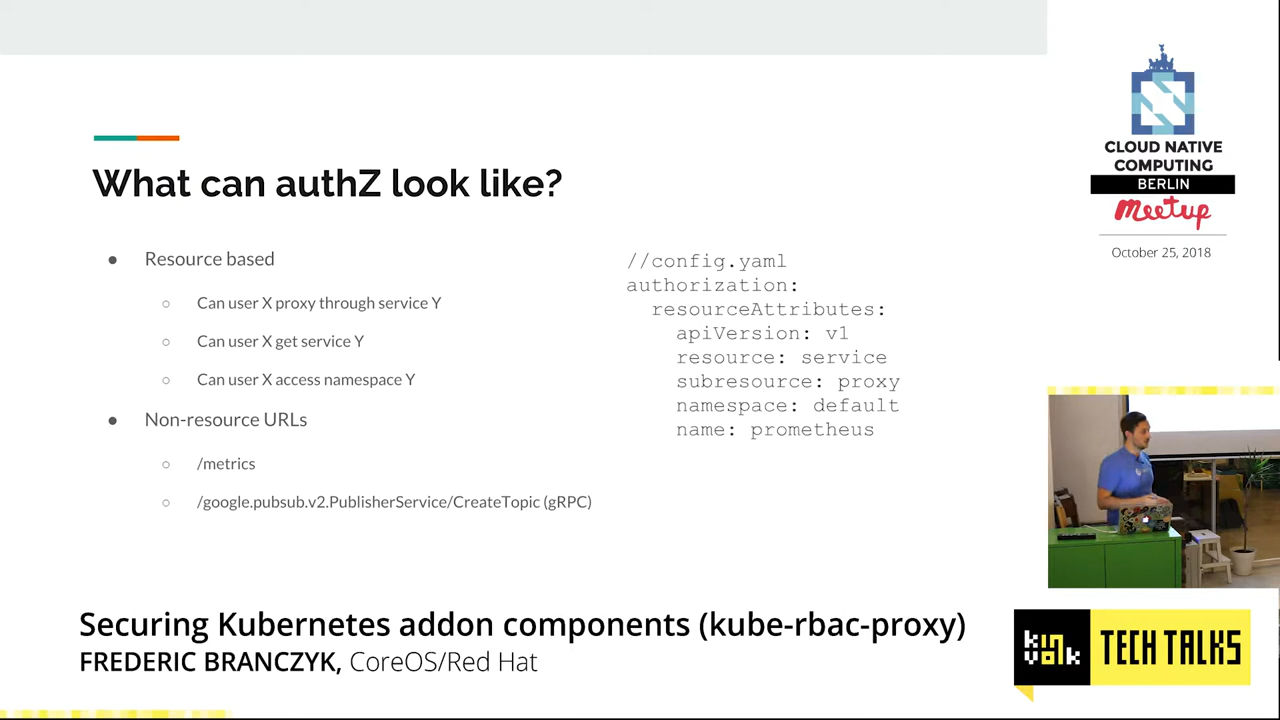 What can authZ look like?
● Resource based
○ Can user X proxy through service Y
○ Can user X get service Y
○ Can user X access namespace Y
● Non-resource URLs
○ /metrics
○ /google.pubsub.v2.PublisherService/CreateTopic (gRPC)
//config.yaml
authorization:
  resourceAttributes:
    apiVersion: v1
    resource: service
    subresource: proxy
    namespace: default
    name: prometheus
CLOUD NATIVE
COMPUTING
BERLIN
meetup
October 25, 2018
Securing Kubernetes addon components (kube-rbac-proxy)
FREDERIC BRANCZYK, CoreOS/Red Hat
kinvolk
TECH TALKS